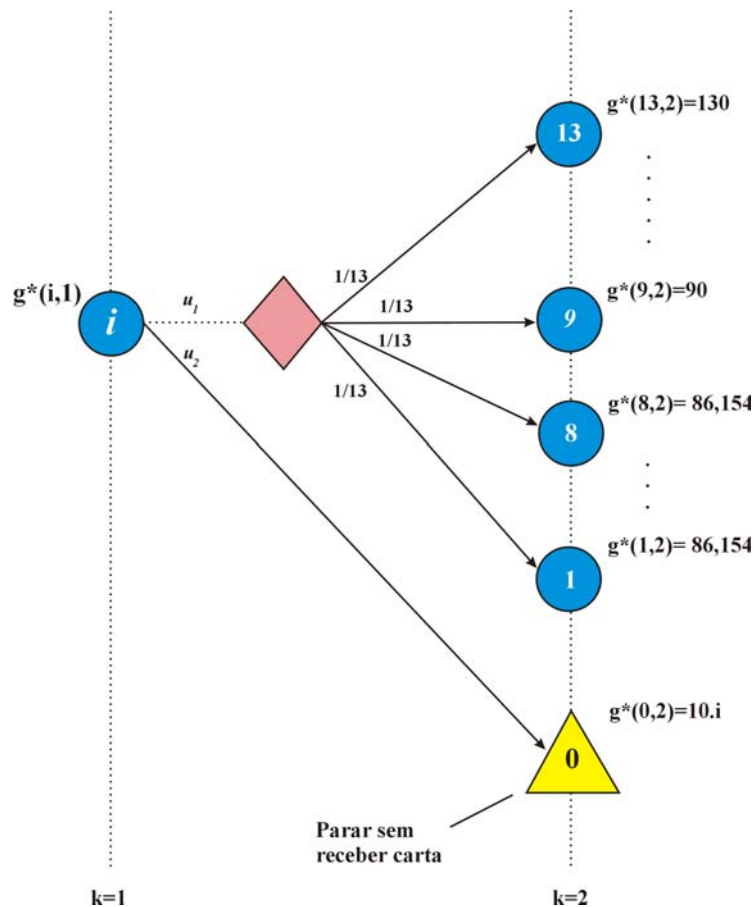 g*(13,2)=130
13
1/13
g*(i,1)
i
u1
1/13
g*(9,2)=90
9
u2
1/13
1/13
g*(8,2)= 86,154
8
g*(1,2)= 86,154
1
g*(0,2)=10.i
0
Parar sem
receber carta
k=1
k=2